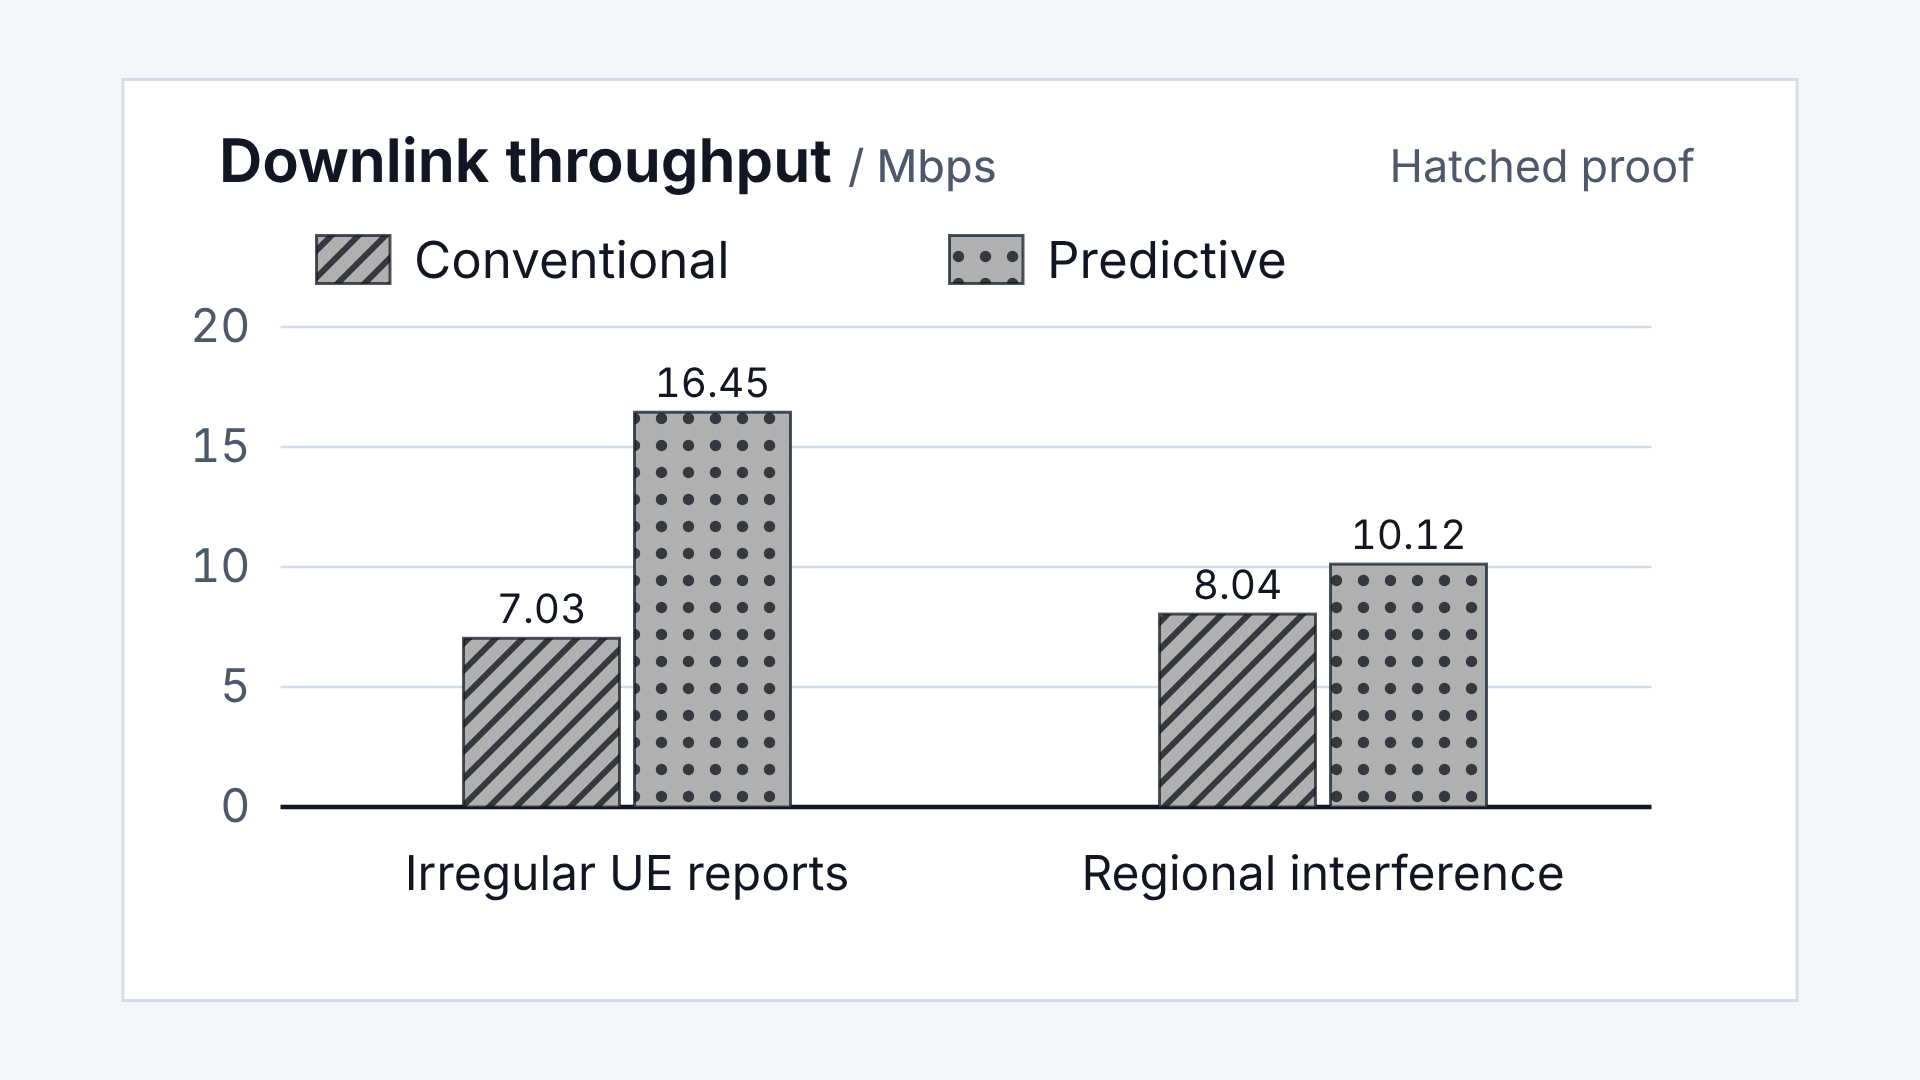 Downlink throughput / Mbps
Hatched proof
Conventional
Predictive
20
15
10
5
0
16.45
7.03
10.12
8.04
Irregular UE reports
Regional interference